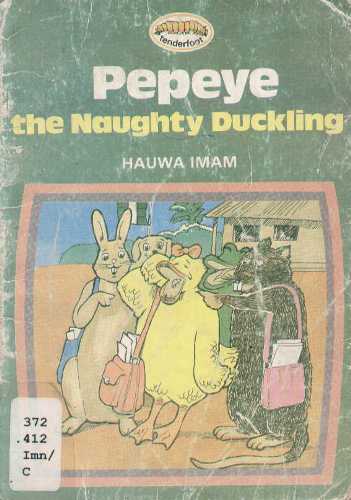 tenderfoot
Pepeye
the Naughty Duckling
HAUWA IMAM
372
.412
Imn/
C